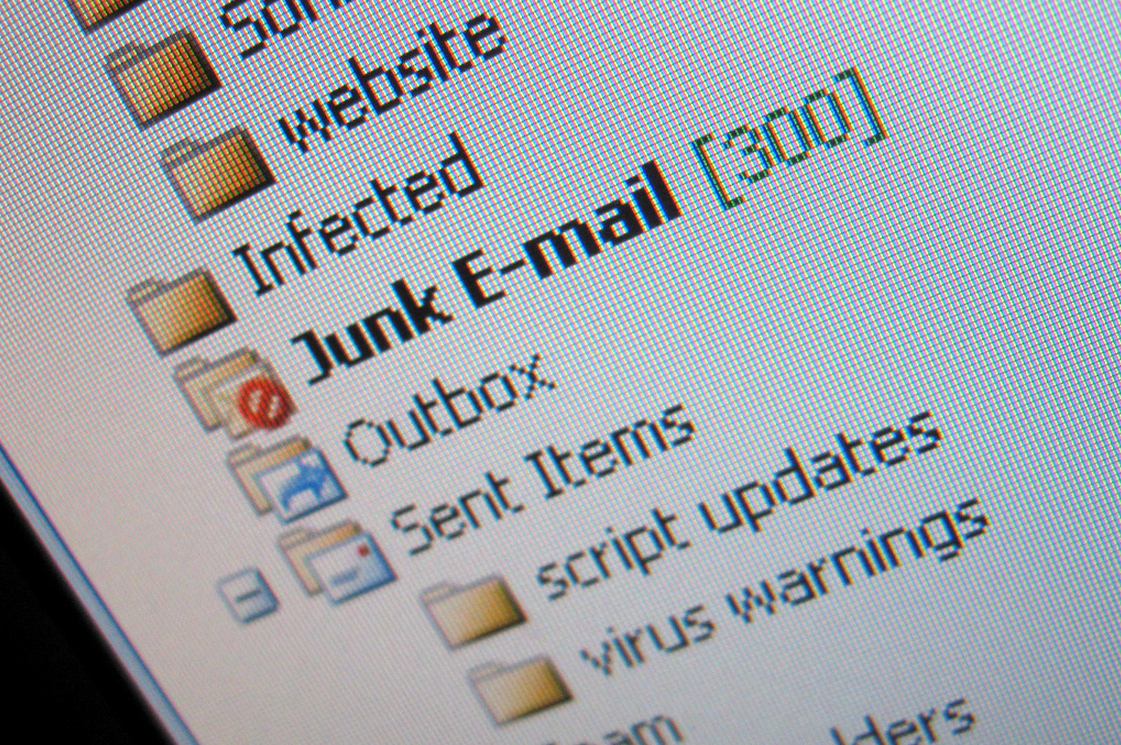 website
Infected
Junk E-mail [300]
Outbox
Sent Items
script updates
virus warnings